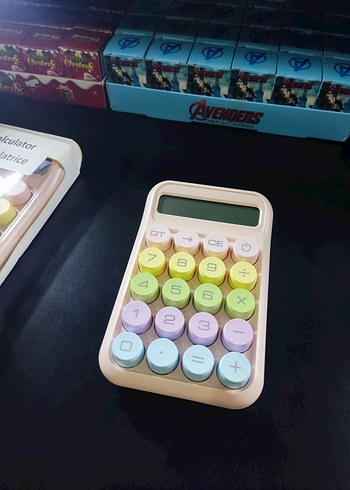 AVENGERS
alculator
latrice
GT → CE
7 8 9 ÷
4 5 6 ×
1 2 3 −
0 . = +